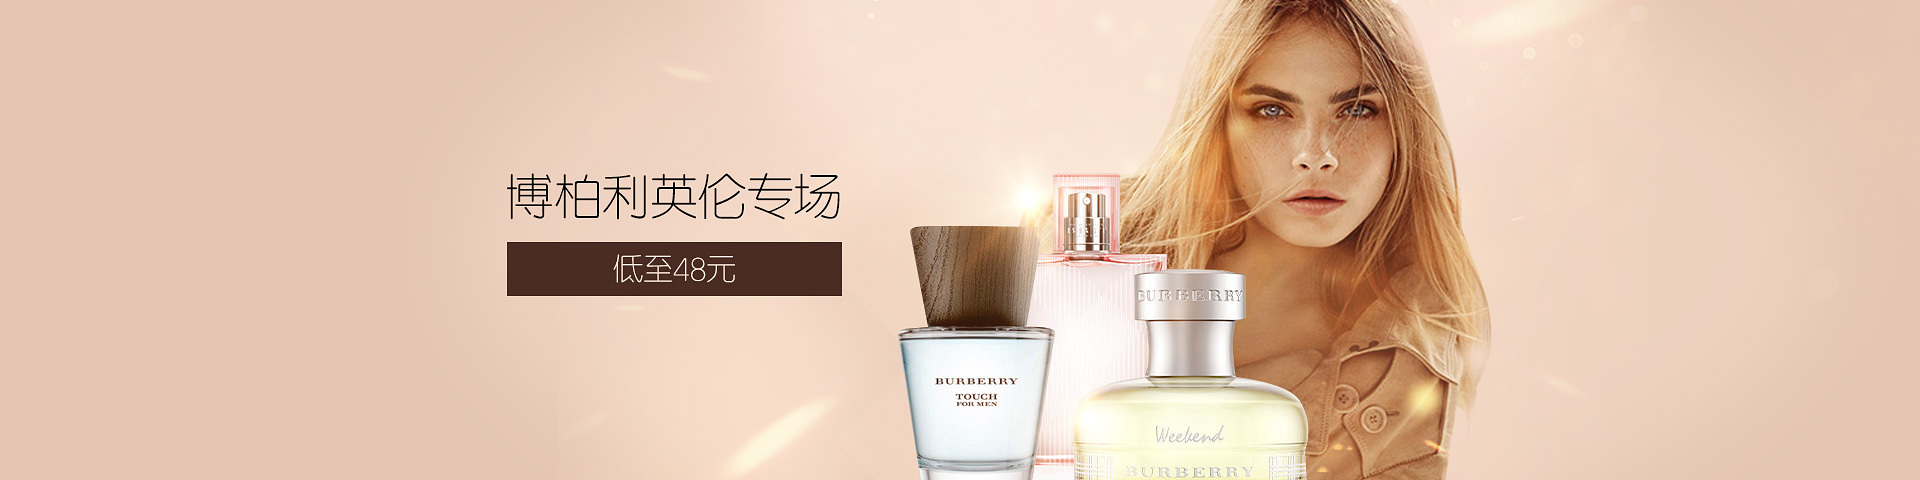 博柏利英伦专场
低至48元
BURBERRY
TOUCH
FOR MEN
BURBERRY
Weekend
BURBERRY